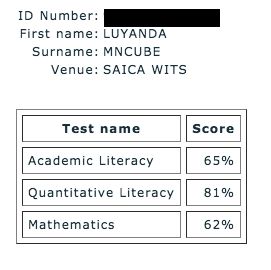 ID Number:
First name: LUYANDA
Surname: MNCUBE
Venue: SAICA WITS
Test name Score
Academic Literacy 65%
Quantitative Literacy 81%
Mathematics 62%